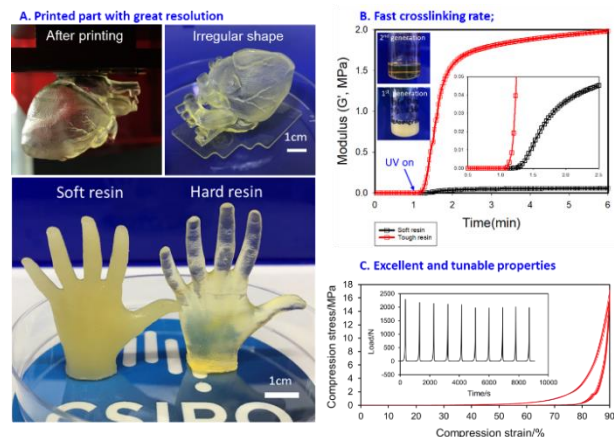 A. Printed part with great resolution
After printing
Irregular shape
1cm
Soft resin
Hard resin
1cm
CSIRO
B. Fast crosslinking rate;
2nd generation
1st generation
UV on
Modulus (G', MPa)
2.0
1.5
1.0
0.5
0.0
0 1 2 3 4 5 6
Time(min)
0.05
0.04
0.03
0.02
0.01
0.00
0.5 1.0 1.5 2.0 2.5
Soft resin
Tough resin
C. Excellent and tunable properties
Compression stress/MPa
18
16
14
12
10
8
6
4
2
0
0 10 20 30 40 50 60 70 80 90
Compression strain/%
Load/N
2500
2000
1500
1000
500
0
-500
0 2000 4000 6000 8000 10000
Time/s